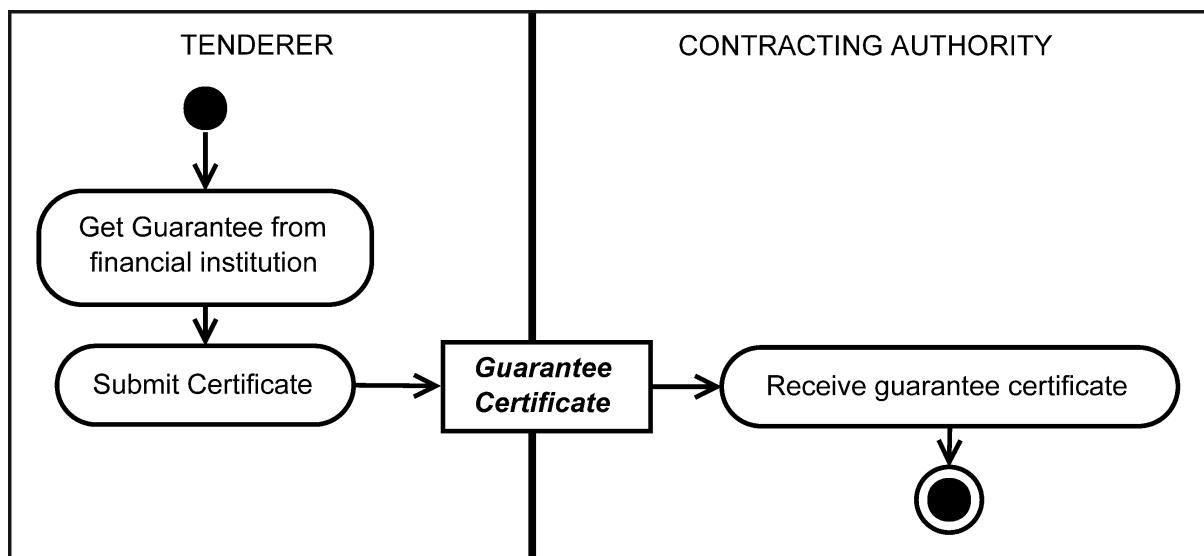 TENDERER
CONTRACTING AUTHORITY
Get Guarantee from
financial institution
Submit Certificate
Guarantee
Certificate
Receive guarantee certificate